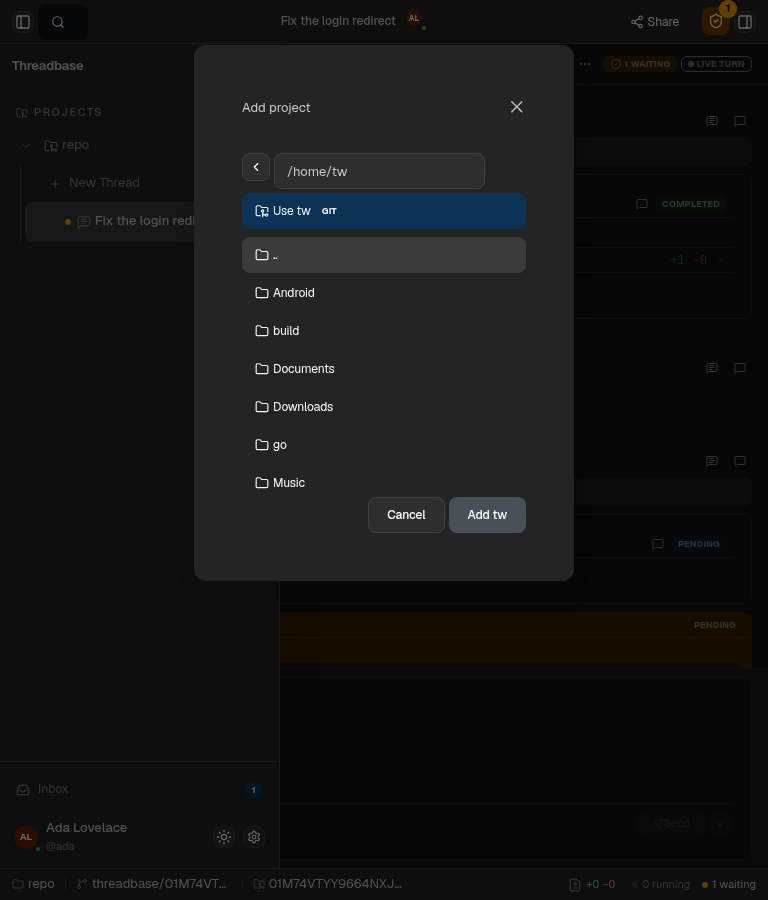 Fix the login redirect
AL
Share
1
Threadbase
1 WAITING
LIVE TURN
PROJECTS
repo
New Thread
Fix the login redi
Add project
/home/tw
Use tw GIT
..
Android
build
Documents
Downloads
go
Music
Cancel
Add tw
COMPLETED
+1 -0
PENDING
PENDING
Send
Inbox
1
AL
Ada Lovelace
@ada
repo
threadbase/01M74VT...
01M74VTYY9664NXJ...
+0 -0
0 running
1 waiting